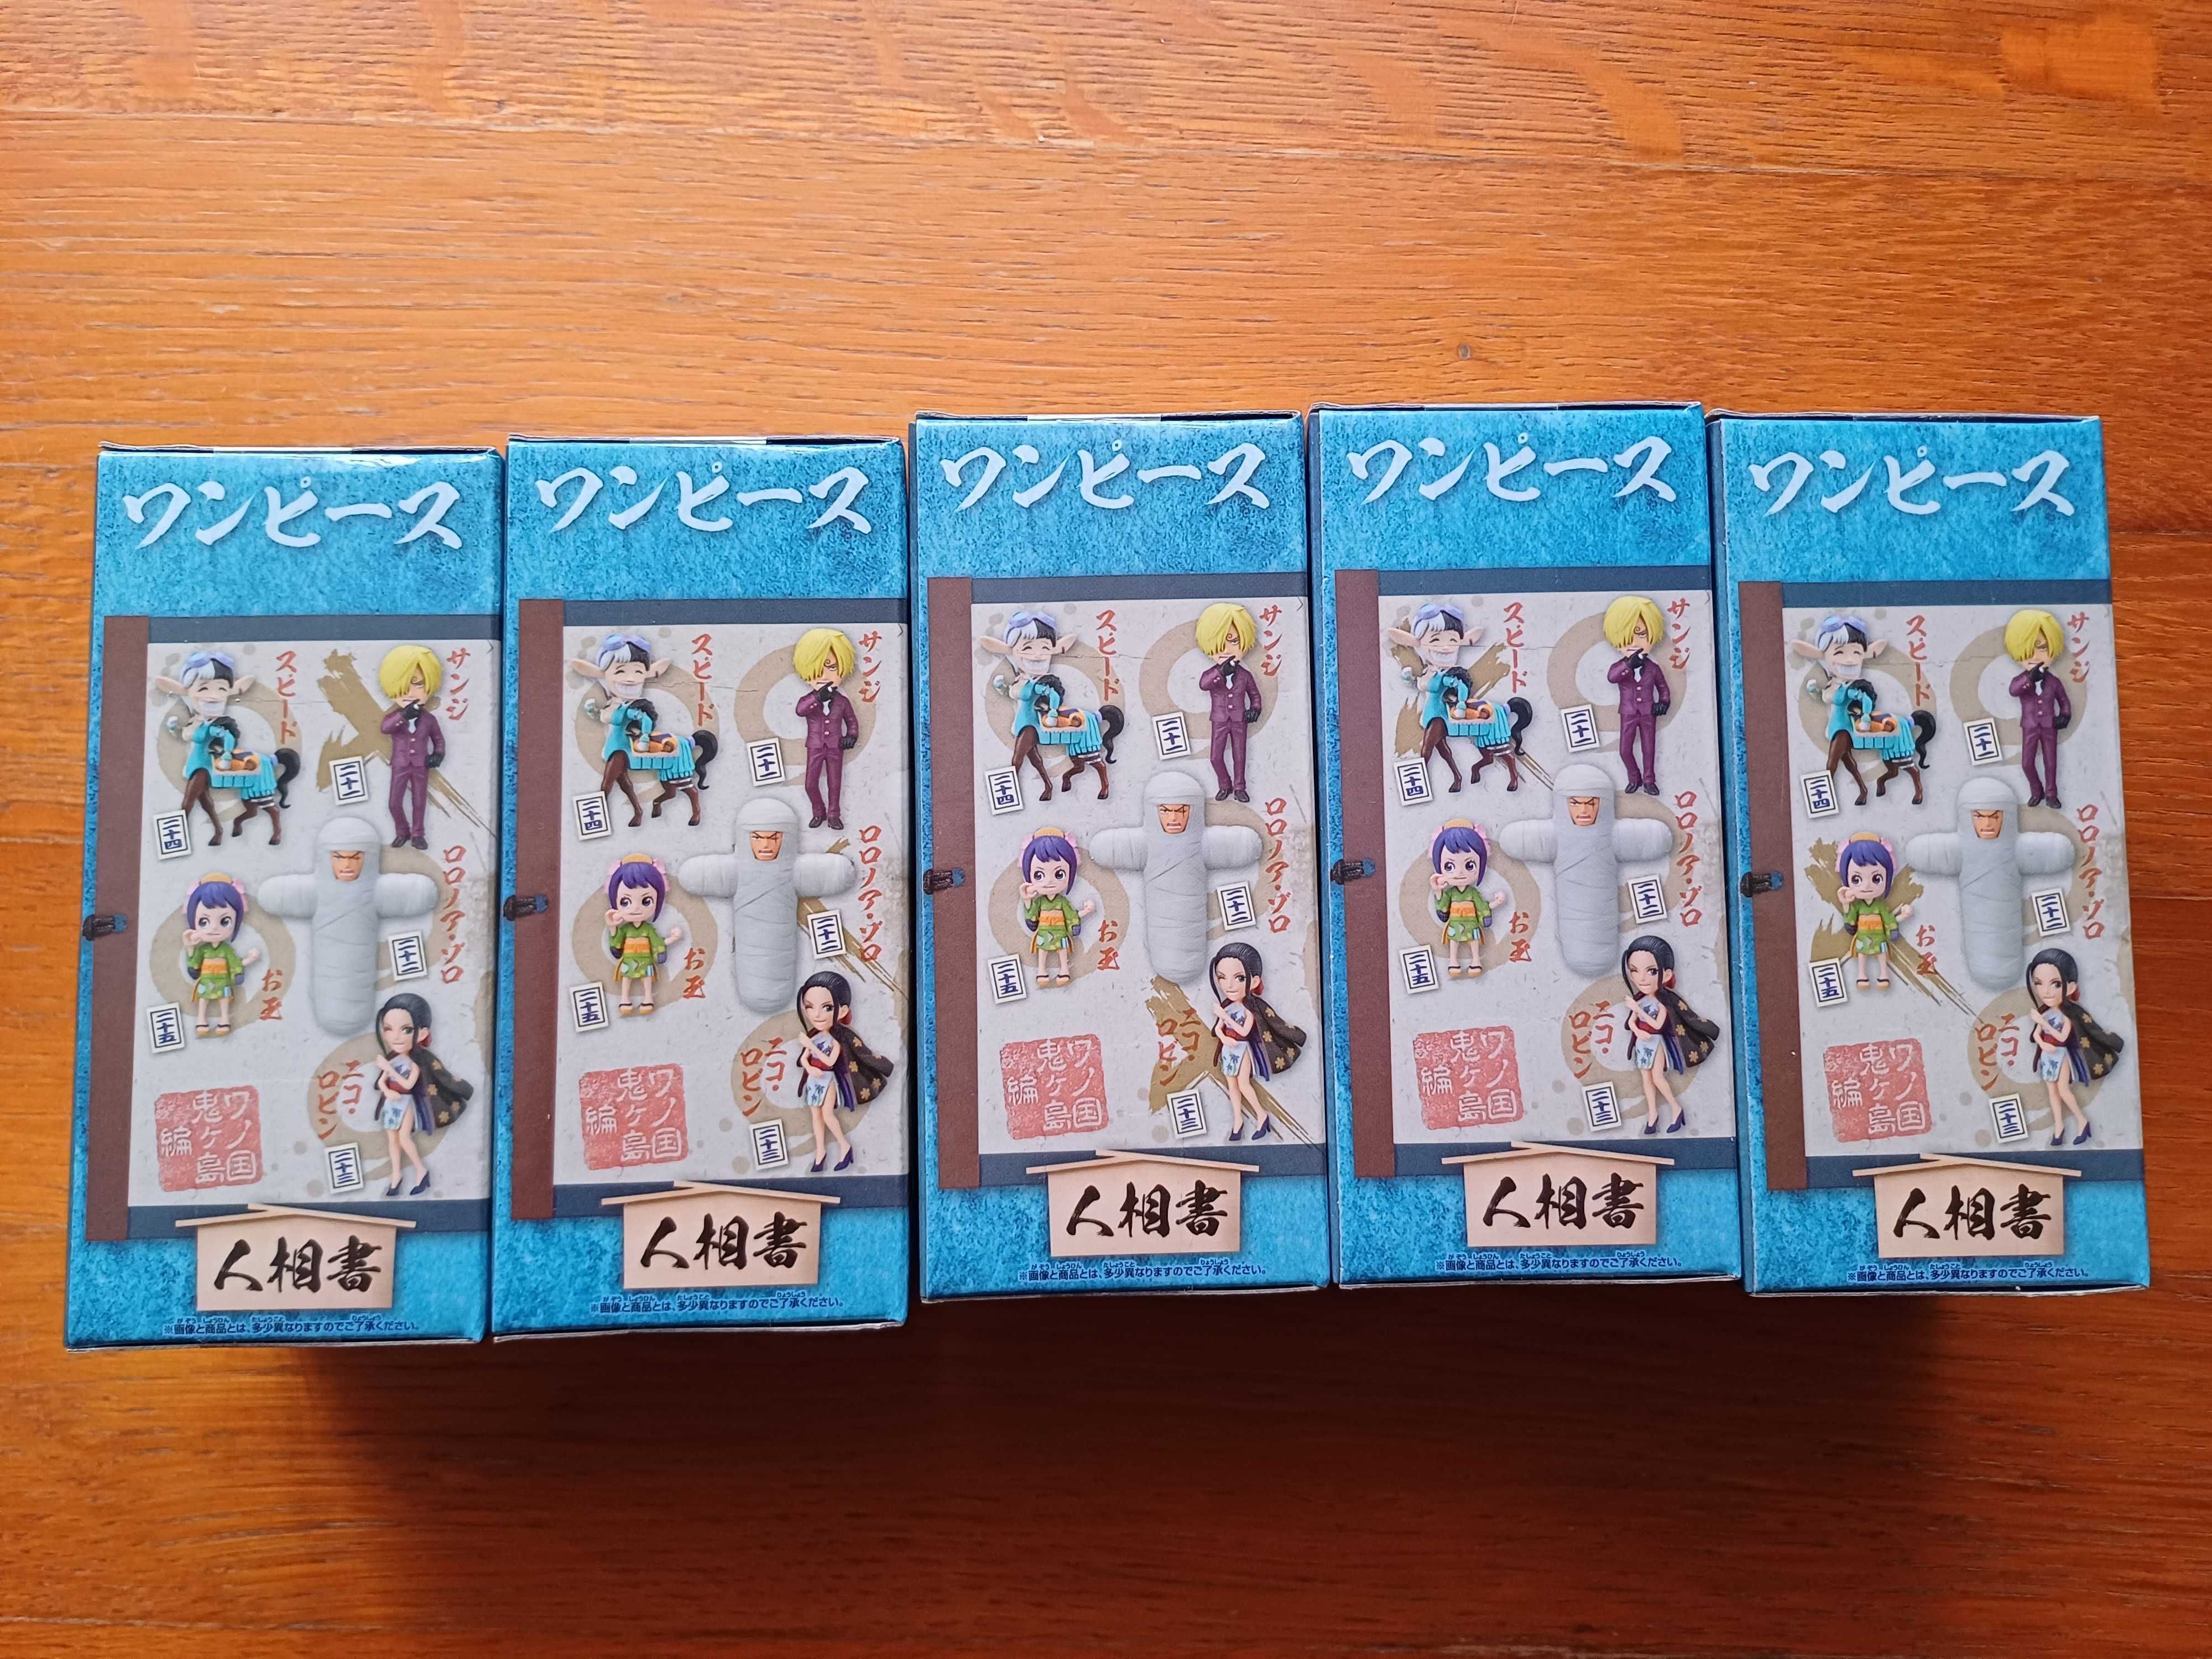 ワンピース
スピード
サンジ
二十四
二十一
ロロノア・ゾロ
二十二
お玉
二十五
ニコ・
ロビン
二十三
ワノ国
鬼ヶ島
編
人相書
※画像と商品とは、多少異なりますのでご了承ください。
ワンピース
スピード
サンジ
二十四
二十一
ロロノア・ゾロ
二十二
お玉
二十五
ニコ・
ロビン
二十三
ワノ国
鬼ヶ島
編
人相書
※画像と商品とは、多少異なりますのでご了承ください。
ワンピース
スピード
サンジ
二十四
二十一
ロロノア・ゾロ
二十二
お玉
二十五
ニコ・
ロビン
二十三
ワノ国
鬼ヶ島
編
人相書
※画像と商品とは、多少異なりますのでご了承ください。
ワンピース
スピード
サンジ
二十四
二十一
ロロノア・ゾロ
二十二
お玉
二十五
ニコ・
ロビン
二十三
ワノ国
鬼ヶ島
編
人相書
※画像と商品とは、多少異なりますのでご了承ください。
ワンピース
スピード
サンジ
二十四
二十一
ロロノア・ゾロ
二十二
お玉
二十五
ニコ・
ロビン
二十三
ワノ国
鬼ヶ島
編
人相書
※画像と商品とは、多少異なりますのでご了承ください。